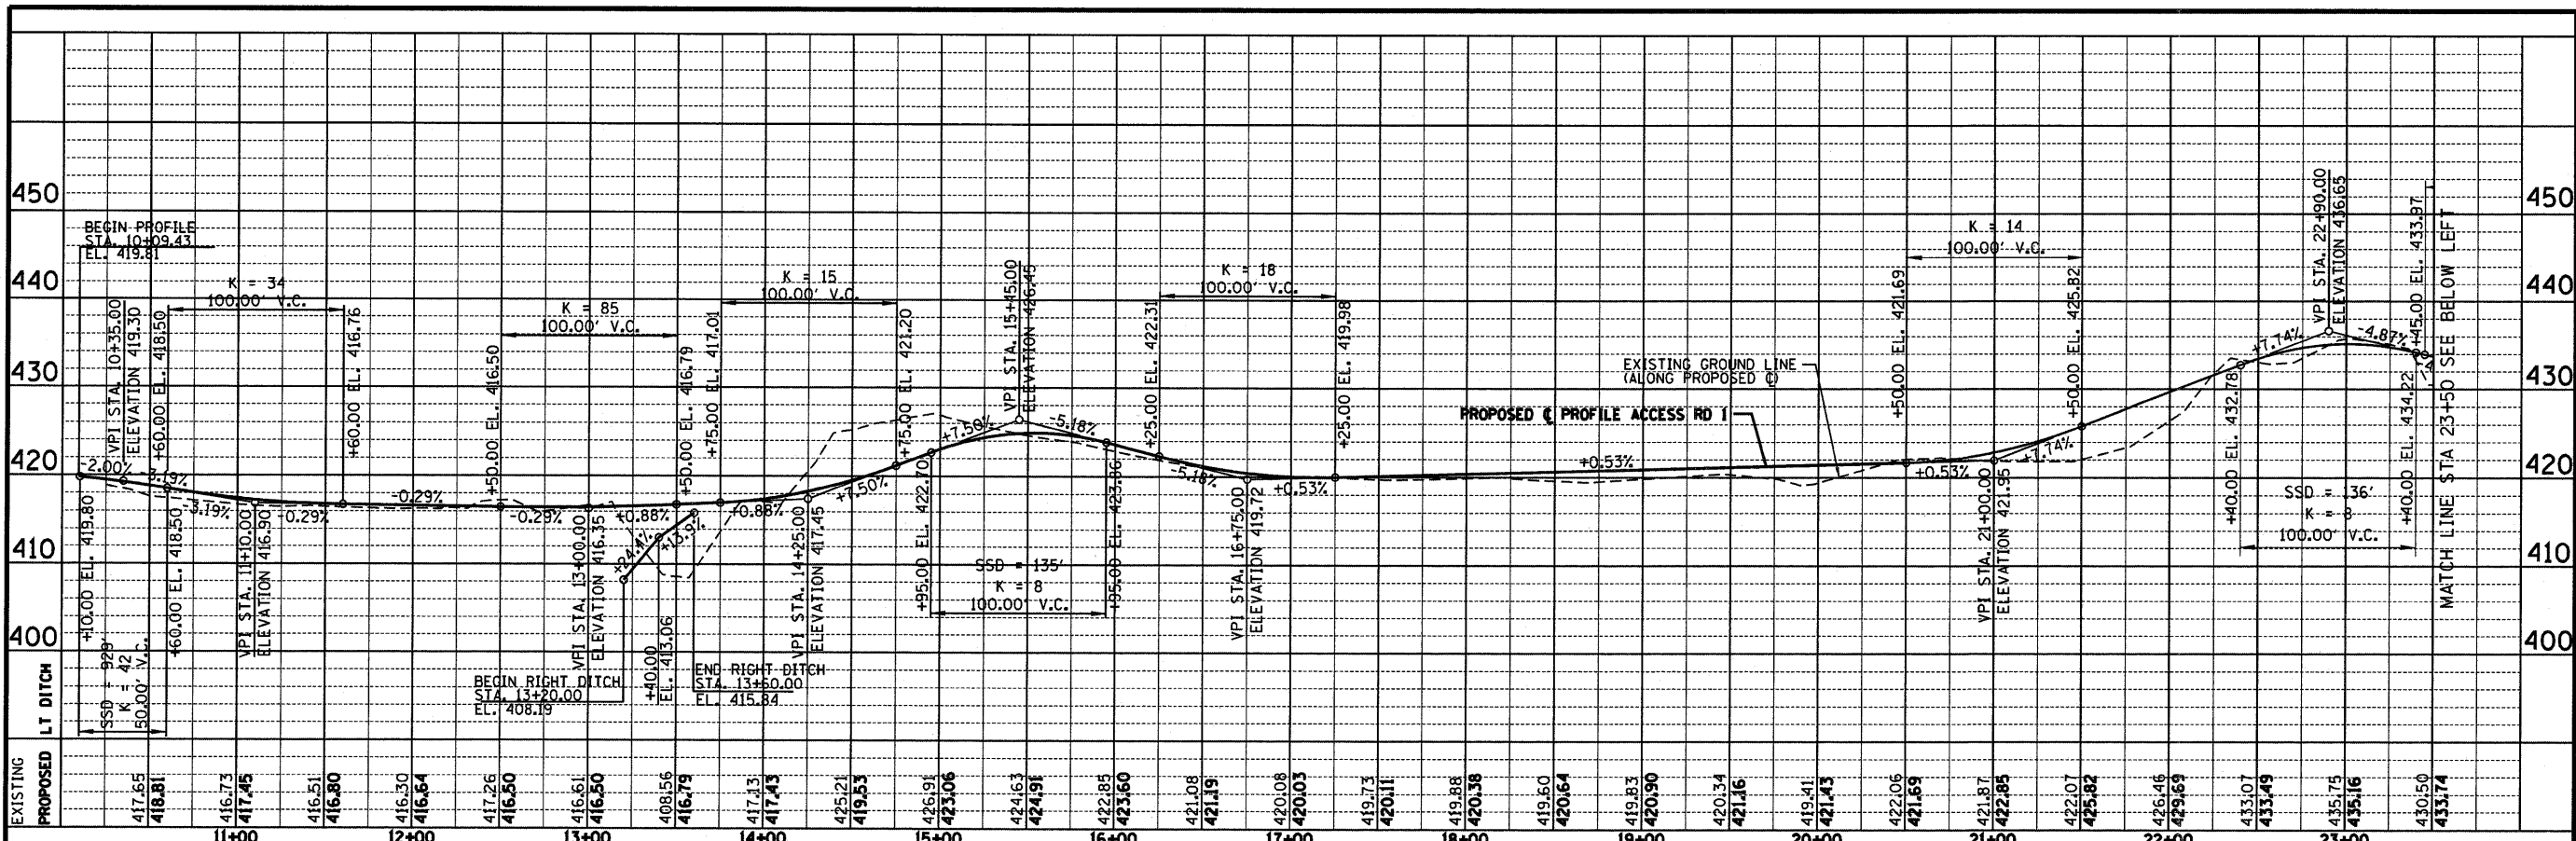 450
440
430
420
410
400
450
440
430
420
410
400
BEGIN PROFILE
STA. 10+09.43
EL. 419.81
VPI STA. 10+35.00
ELEVATION 419.30
+60.00 EL. 418.50
K = 34
100.00' V.C.
+60.00 EL. 416.76
-2.00%
-3.19%
-3.19%
-0.29%
-0.29%
+10.00 EL. 419.80
SSD = 929'
K = 42
50.00' V.C.
+60.00 EL. 418.50
VPI STA. 11+10.00
ELEVATION 416.90
+50.00 EL. 416.50
K = 85
100.00' V.C.
+50.00 EL. 416.79
-0.29%
+0.88%
VPI STA. 13+00.00
ELEVATION 416.35
BEGIN RIGHT DITCH
STA. 13+20.00
EL. 408.19
+24.4%
+13.9%
+40.00
EL. 413.06
END RIGHT DITCH
STA. 13+60.00
EL. 415.84
+75.00 EL. 417.01
K = 15
100.00' V.C.
+75.00 EL. 421.20
+0.88%
+7.50%
VPI STA. 14+25.00
ELEVATION 417.45
VPI STA. 15+45.00
ELEVATION 426.45
+7.50%
-5.18%
+95.00 EL. 422.70
SSD = 135'
K = 8
100.00' V.C.
+95.00 EL. 423.86
+25.00 EL. 422.31
K = 18
100.00' V.C.
+25.00 EL. 419.98
-5.18%
+0.53%
VPI STA. 16+75.00
ELEVATION 419.72
EXISTING GROUND LINE
(ALONG PROPOSED ℄)
PROPOSED ℄ PROFILE ACCESS RD 1
+0.53%
+50.00 EL. 421.69
K = 14
100.00' V.C.
+50.00 EL. 425.82
+0.53%
+7.74%
VPI STA. 21+00.00
ELEVATION 421.95
VPI STA. 22+90.00
ELEVATION 436.65
+7.74%
-4.87%
+40.00 EL. 432.78
SSD = 136'
K = 8
100.00' V.C.
+40.00 EL. 434.22
+45.00 EL. 433.97
MATCH LINE STA 23+50 SEE BELOW LEFT
LT DITCH
EXISTING
PROPOSED
417.65
418.81
416.73
417.45
416.51
416.80
416.30
416.64
417.26
416.50
416.61
416.50
408.56
416.79
417.13
417.43
425.21
419.53
426.91
423.06
424.63
424.91
422.85
423.60
421.08
421.19
420.08
420.03
419.73
420.11
419.88
420.38
419.60
420.64
419.83
420.90
420.34
421.16
419.41
421.43
422.06
421.69
421.87
422.85
422.07
425.82
426.46
429.69
433.07
433.49
435.75
435.16
430.50
433.74
11+00 12+00 13+00 14+00 15+00 16+00 17+00 18+00 19+00 20+00 21+00 22+00 23+00